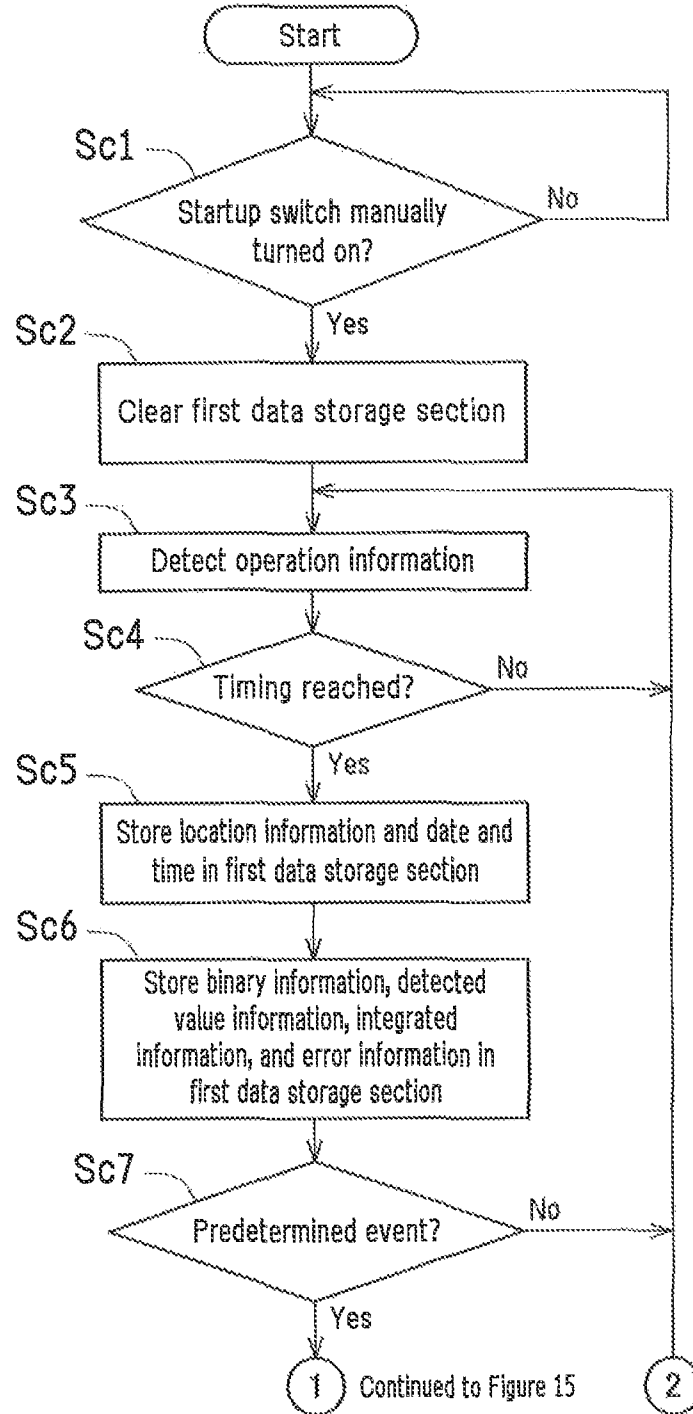 Start
Sc1
Startup switch manually
turned on?
No
Yes
Sc2
Clear first data storage section
Sc3
Detect operation information
Sc4
Timing reached?
No
Yes
Sc5
Store location information and date and
time in first data storage section
Sc6
Store binary information, detected
value information, integrated
information, and error information in
first data storage section
Sc7
Predetermined event?
No
Yes
1 Continued to Figure 15
2